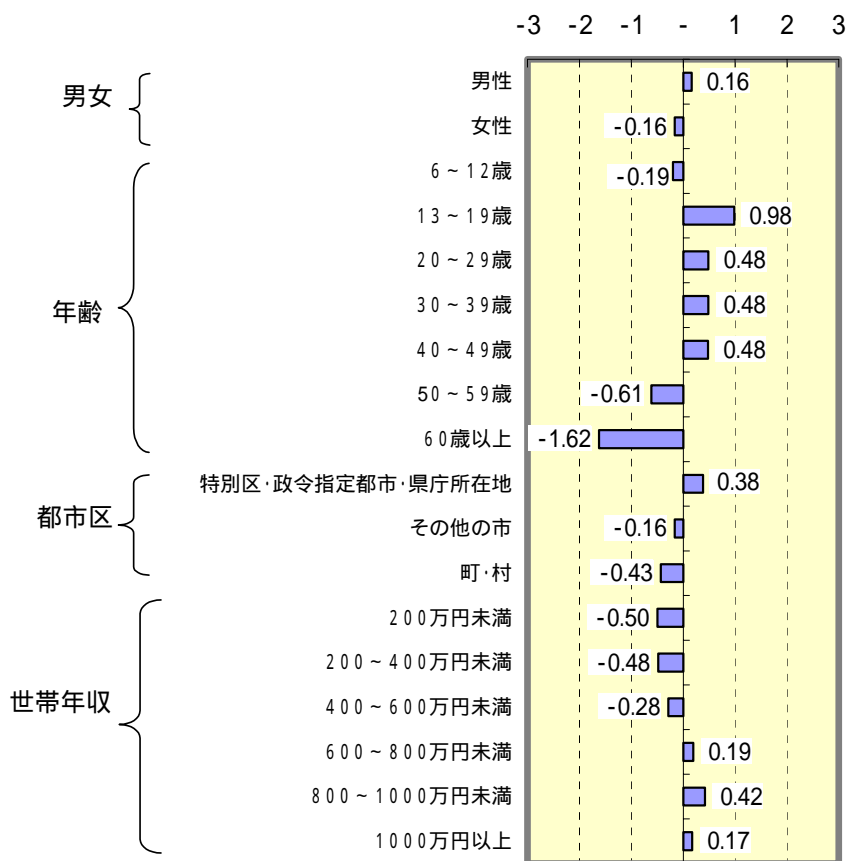 -3 -2 -1 - 1 2 3
男女
男性 0.16
女性 -0.16
年齢
6~12歳 -0.19
13~19歳 0.98
20~29歳 0.48
30~39歳 0.48
40~49歳 0.48
50~59歳 -0.61
60歳以上 -1.62
都市区
特別区·政令指定都市·県庁所在地 0.38
その他の市 -0.16
町·村 -0.43
世帯年収
200万円未満 -0.50
200~400万円未満 -0.48
400~600万円未満 -0.28
600~800万円未満 0.19
800~1000万円未満 0.42
1000万円以上 0.17